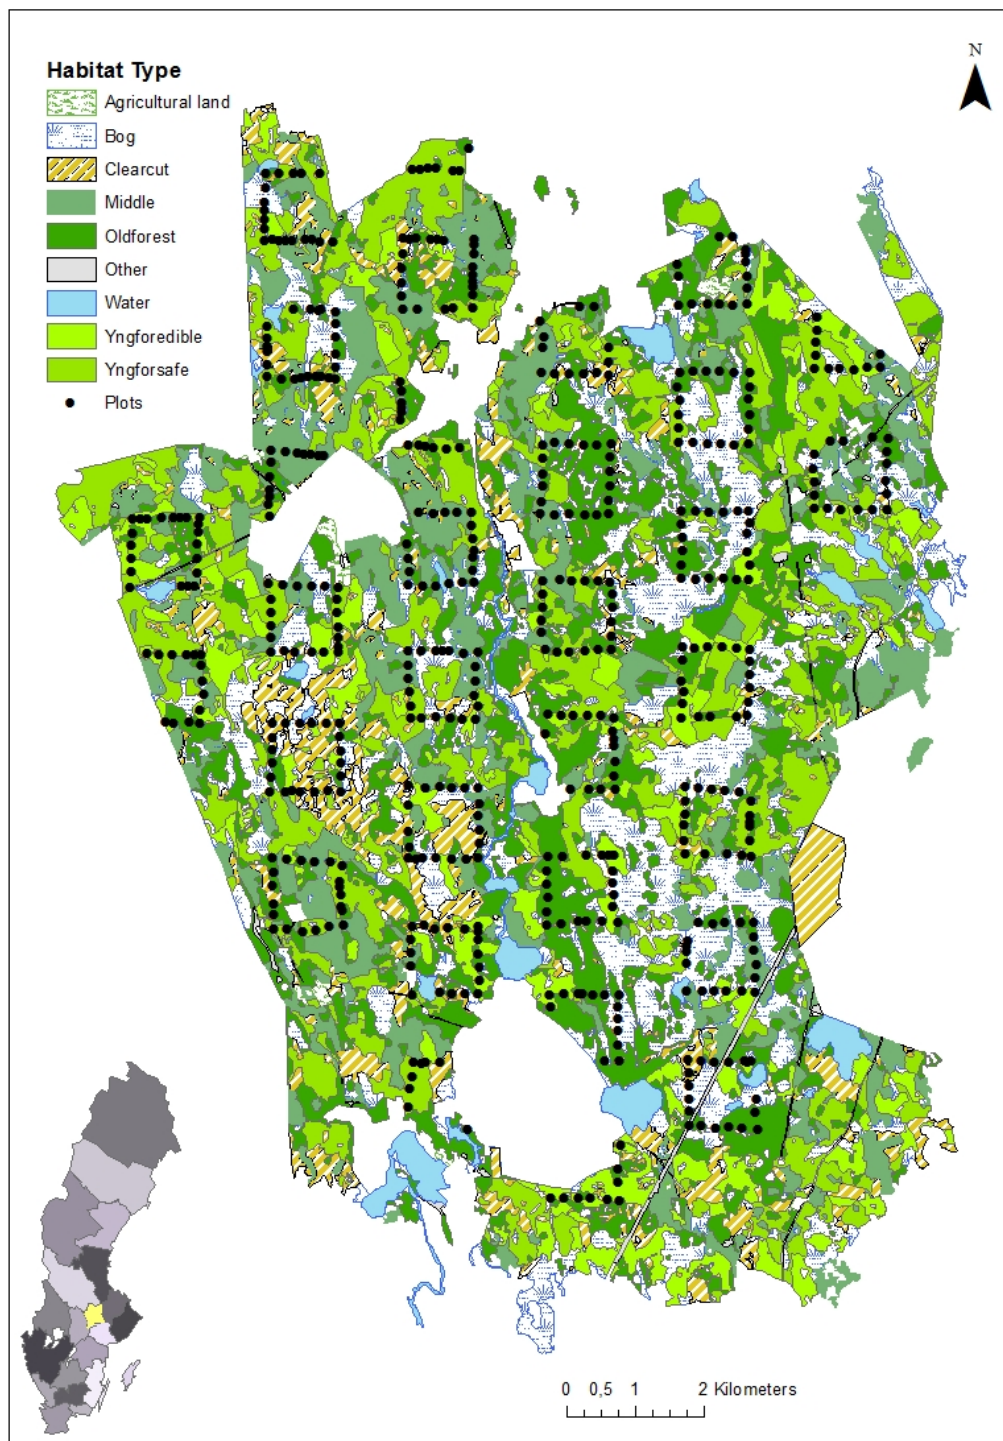 N
Habitat Type
Agricultural land
Bog
Clearcut
Middle
Oldforest
Other
Water
Yngforedible
Yngforsafe
Plots
0 0,5 1 2 Kilometers